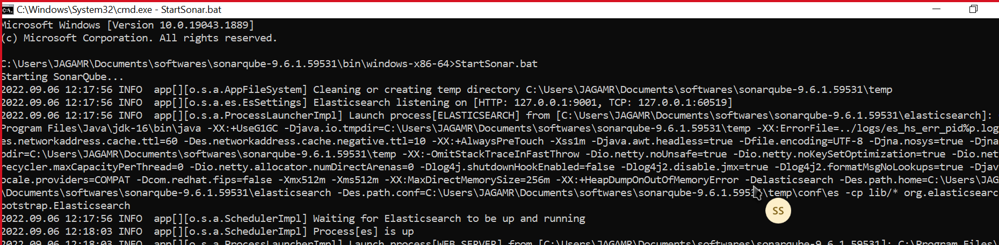 C:\Windows\System32\cmd.exe - StartSonar.bat
Microsoft Windows [Version 10.0.19043.1889]
(c) Microsoft Corporation. All rights reserved.
C:\Users\JAGAMR\Documents\softwares\sonarqube-9.6.1.59531\bin\windows-x86-64>StartSonar.bat
Starting SonarQube...
2022.09.06 12:17:56 INFO  app[][o.s.a.AppFileSystem] Cleaning or creating temp directory C:\Users\JAGAMR\Documents\softwares\sonarqube-9.6.1.59531\temp
2022.09.06 12:17:56 INFO  app[][o.s.a.es.EsSettings] Elasticsearch listening on [HTTP: 127.0.0.1:9001, TCP: 127.0.0.1:60519]
2022.09.06 12:17:56 INFO  app[][o.s.a.ProcessLauncherImpl] Launch process[ELASTICSEARCH] from [C:\Users\JAGAMR\Documents\softwares\sonarqube-9.6.1.59531\elasticsearch]:
Program Files\Java\jdk-16\bin\java -XX:+UseG1GC -Djava.io.tmpdir=C:\Users\JAGAMR\Documents\softwares\sonarqube-9.6.1.59531\temp -XX:ErrorFile=../logs/es_hs_err_pid%p.log
es.networkaddress.cache.ttl=60 -Des.networkaddress.cache.negative.ttl=10 -XX:+AlwaysPreTouch -Xss1m -Djava.awt.headless=true -Dfile.encoding=UTF-8 -Djna.nosys=true -Djna
pdir=C:\Users\JAGAMR\Documents\softwares\sonarqube-9.6.1.59531\temp -XX:-OmitStackTraceInFastThrow -Dio.netty.noUnsafe=true -Dio.netty.noKeySetOptimization=true -Dio.net
recycler.maxCapacityPerThread=0 -Dio.netty.allocator.numDirectArenas=0 -Dlog4j.shutdownHookEnabled=false -Dlog4j2.disable.jmx=true -Dlog4j2.formatMsgNoLookups=true -Djav
ocale.providers=COMPAT -Dcom.redhat.fips=false -Xmx512m -Xms512m -XX:MaxDirectMemorySize=256m -XX:+HeapDumpOnOutOfMemoryError -Delasticsearch -Des.path.home=C:\Users\JAG
\Documents\softwares\sonarqube-9.6.1.59531\elasticsearch -Des.path.conf=C:\Users\JAGAMR\Documents\softwares\sonarqube-9.6.1.59531\temp\conf\es -cp lib/* org.elasticsearc
ootstrap.Elasticsearch
SS
2022.09.06 12:17:56 INFO  app[][o.s.a.SchedulerImpl] Waiting for Elasticsearch to be up and running
2022.09.06 12:18:03 INFO  app[][o.s.a.SchedulerImpl] Process[es] is up
2022.09.06 12:18:03 INFO  app[][o.s.a.ProcessLauncherImpl] Launch process[WEB_SERVER] from [C:\Users\JAGAMR\Documents\softwares\sonarqube-9.6.1.59531]: C:\Program Files\